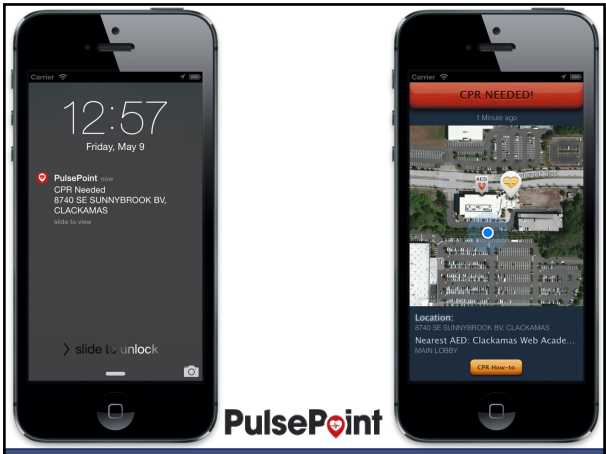 Carrier
12:57
Friday, May 9
PulsePoint now
CPR Needed
8740 SE SUNNYBROOK BV,
CLACKAMAS
slide to view
> slide to unlock
Carrier
CPR NEEDED!
1 Minute ago
AED
Location:
8740 SE SUNNYBROOK BV, CLACKAMAS
Nearest AED: Clackamas Web Acade...
MAIN LOBBY
CPR How-to
PulsePoint